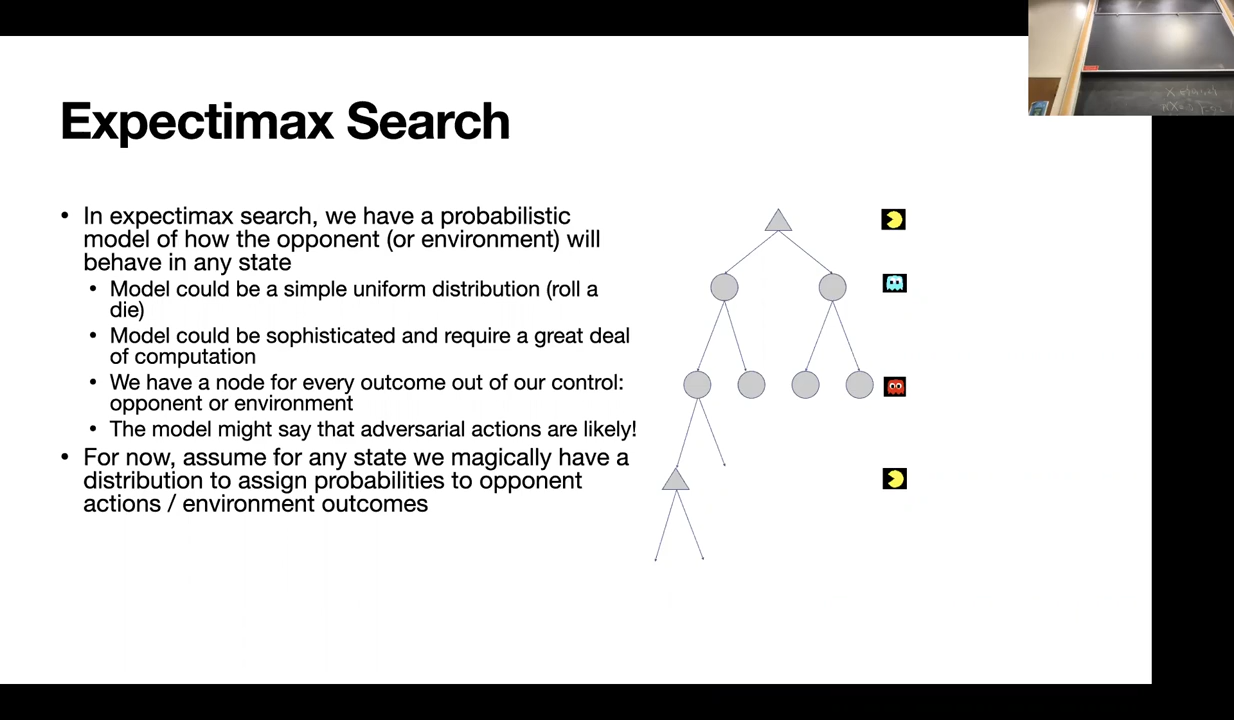 Expectimax Search
• In expectimax search, we have a probabilistic
model of how the opponent (or environment) will
behave in any state
• Model could be a simple uniform distribution (roll a
die)
• Model could be sophisticated and require a great deal
of computation
• We have a node for every outcome out of our control:
opponent or environment
• The model might say that adversarial actions are likely!
• For now, assume for any state we magically have a
distribution to assign probabilities to opponent
actions / environment outcomes